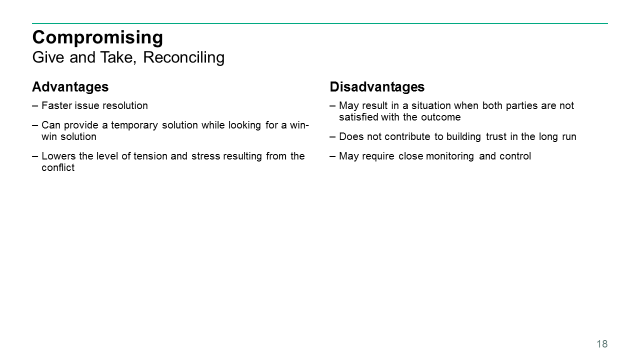 Compromising
Give and Take, Reconciling
Advantages
– Faster issue resolution
– Can provide a temporary solution while looking for a win-
win solution
– Lowers the level of tension and stress resulting from the
conflict
Disadvantages
– May result in a situation when both parties are not
satisfied with the outcome
– Does not contribute to building trust in the long run
– May require close monitoring and control
18